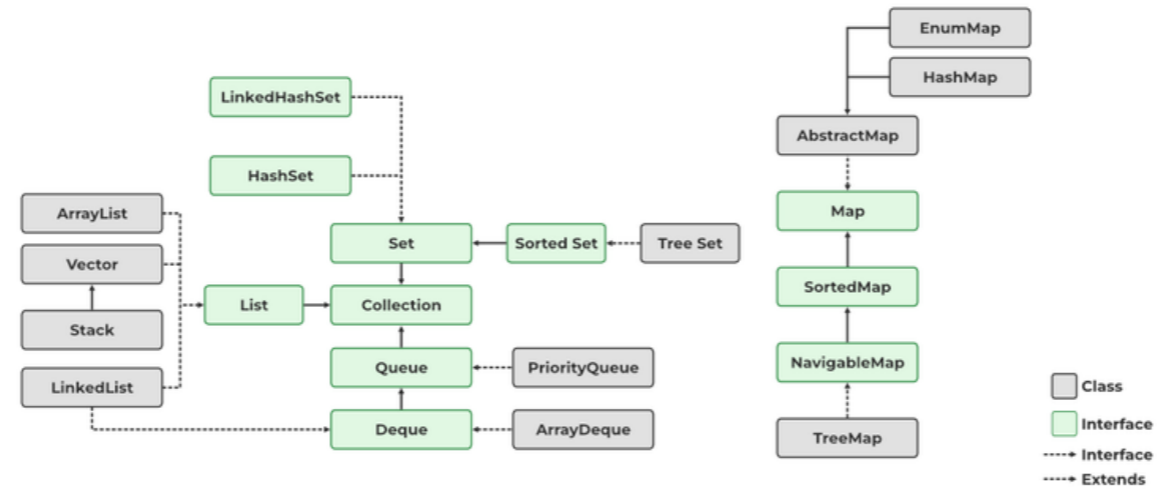 EnumMap
HashMap
LinkedHashSet
AbstractMap
HashSet
ArrayList
Map
Set
Sorted Set
Tree Set
Vector
List
Collection
SortedMap
Stack
Queue
PriorityQueue
NavigableMap
LinkedList
Class
Deque
ArrayDeque
TreeMap
Interface
Interface
Extends